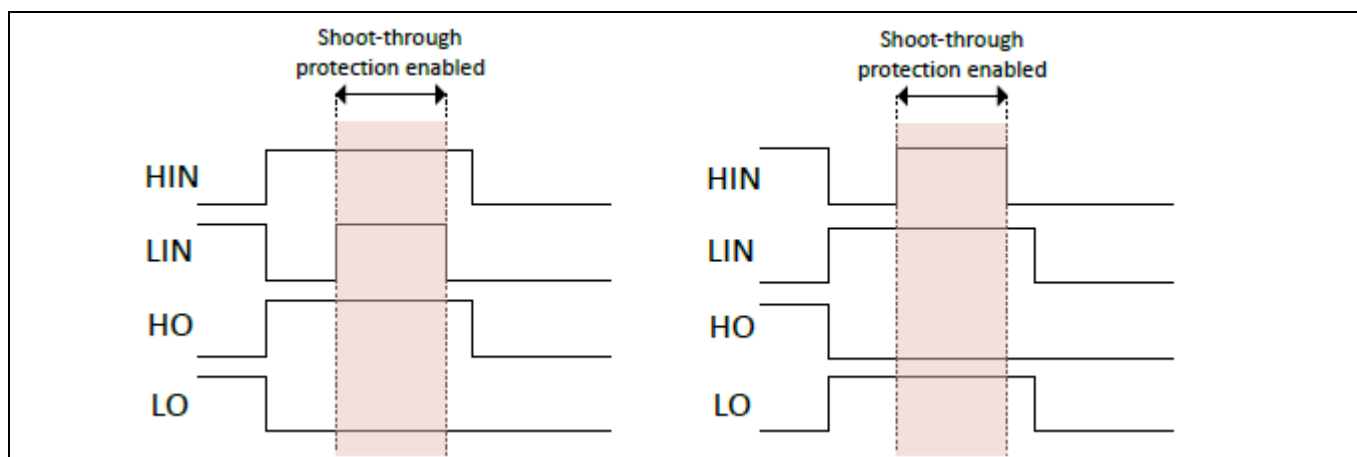 Shoot-through
protection enabled
HIN
LIN
HO
LO
Shoot-through
protection enabled
HIN
LIN
HO
LO